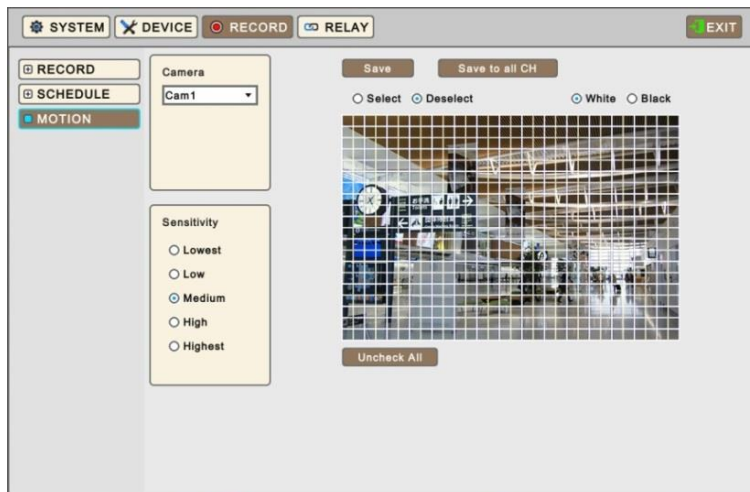 SYSTEM DEVICE RECORD RELAY EXIT
RECORD
SCHEDULE
MOTION
Camera
Cam1
Sensitivity
Lowest
Low
Medium
High
Highest
Save Save to all CH
Select Deselect White Black
Uncheck All